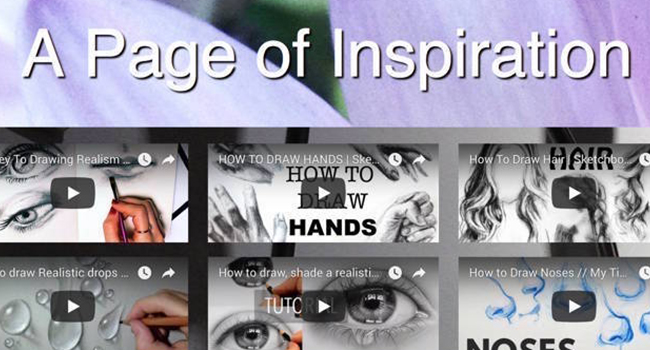 A Page of Inspiration
ey To Drawing Realism ...
HOW TO DRAW HANDS | Ske...
HOW TO
DRAW
HANDS
How To Draw Hair | Sketchbo...
HAIR
o draw Realistic drops ...
How to draw, shade a realisti...
TUTORIAL
How to Draw Noses // My Ti...
NOSES